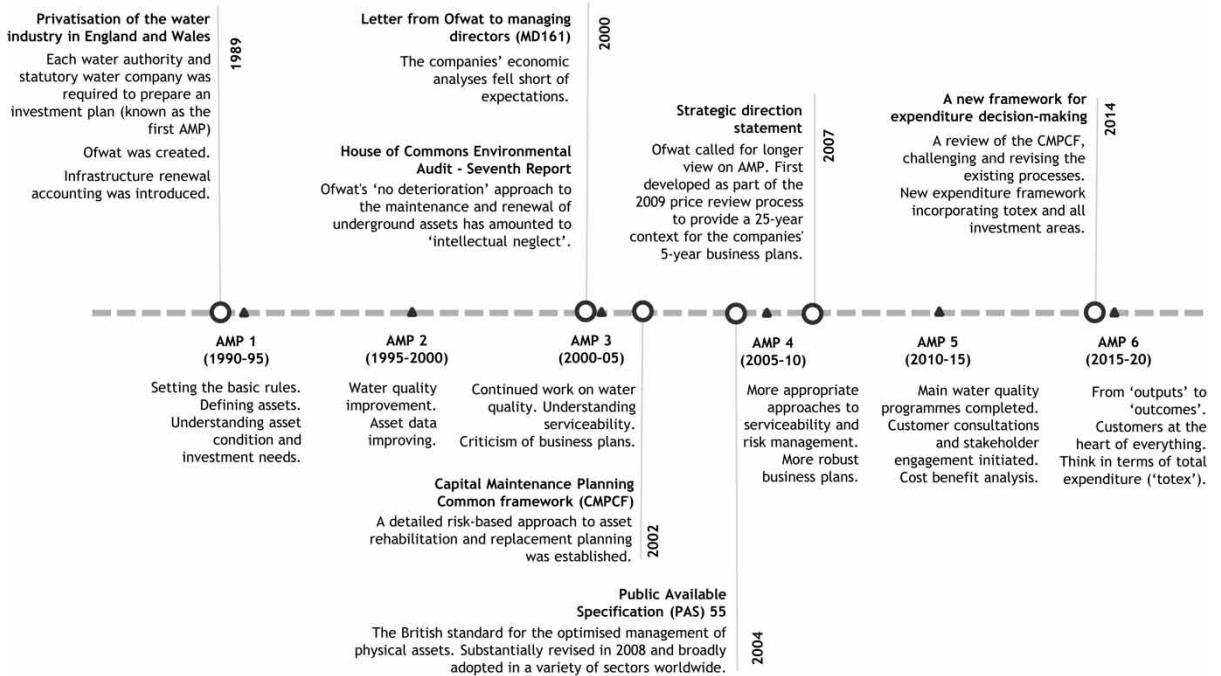 Privatisation of the water
industry in England and Wales
Each water authority and
statutory water company was
required to prepare an
investment plan (known as the
first AMP)
Ofwat was created.
Infrastructure renewal
accounting was introduced.
1989
Letter from Ofwat to managing
directors (MD161)
The companies’ economic
analyses fell short of
expectations.
House of Commons Environmental
Audit - Seventh Report
Ofwat's ‘no deterioration’ approach to
the maintenance and renewal of
underground assets has amounted to
‘intellectual neglect’.
2000
Strategic direction
statement
Ofwat called for longer
view on AMP. First
developed as part of the
2009 price review process
to provide a 25-year
context for the companies'
5-year business plans.
2007
A new framework for
expenditure decision-making
A review of the CMPCF,
challenging and revising the
existing processes.
New expenditure framework
incorporating totex and all
investment areas.
2014
AMP 1
(1990-95)
Setting the basic rules.
Defining assets.
Understanding asset
condition and
investment needs.
AMP 2
(1995-2000)
Water quality
improvement.
Asset data
improving.
AMP 3
(2000-05)
Continued work on water
quality. Understanding
serviceability.
Criticism of business plans.
AMP 4
(2005-10)
More appropriate
approaches to
serviceability and
risk management.
More robust
business plans.
AMP 5
(2010-15)
Main water quality
programmes completed.
Customer consultations
and stakeholder
engagement initiated.
Cost benefit analysis.
AMP 6
(2015-20)
From ‘outputs’ to
‘outcomes’.
Customers at the
heart of everything.
Think in terms of total
expenditure (‘totex’).
Capital Maintenance Planning
Common framework (CMPCF)
A detailed risk-based approach to asset
rehabilitation and replacement planning
was established.
2002
Public Available
Specification (PAS) 55
The British standard for the optimised management of
physical assets. Substantially revised in 2008 and broadly
adopted in a variety of sectors worldwide.
2004